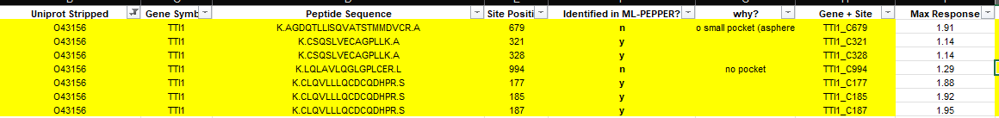 Uniprot Stripped Gene Symb Peptide Sequence Site Positi Identified in ML-PEPPER? why? Gene + Site Max Response
O43156 TTI1 K.AGDQTLLISQVATSTMMDVCR.A 679 n o small pocket (asphere TTI1_C679 1.91
O43156 TTI1 K.CSQSLVECAGPLLK.A 321 y TTI1_C321 1.14
O43156 TTI1 K.CSQSLVECAGPLLK.A 328 y TTI1_C328 1.14
O43156 TTI1 K.LQLAVLQGLGPLCER.L 994 n no pocket TTI1_C994 1.29
O43156 TTI1 K.CLQVLLLQCDCQDHPR.S 177 y TTI1_C177 1.88
O43156 TTI1 K.CLQVLLLQCDCQDHPR.S 185 y TTI1_C185 1.92
O43156 TTI1 K.CLQVLLLQCDCQDHPR.S 187 y TTI1_C187 1.95